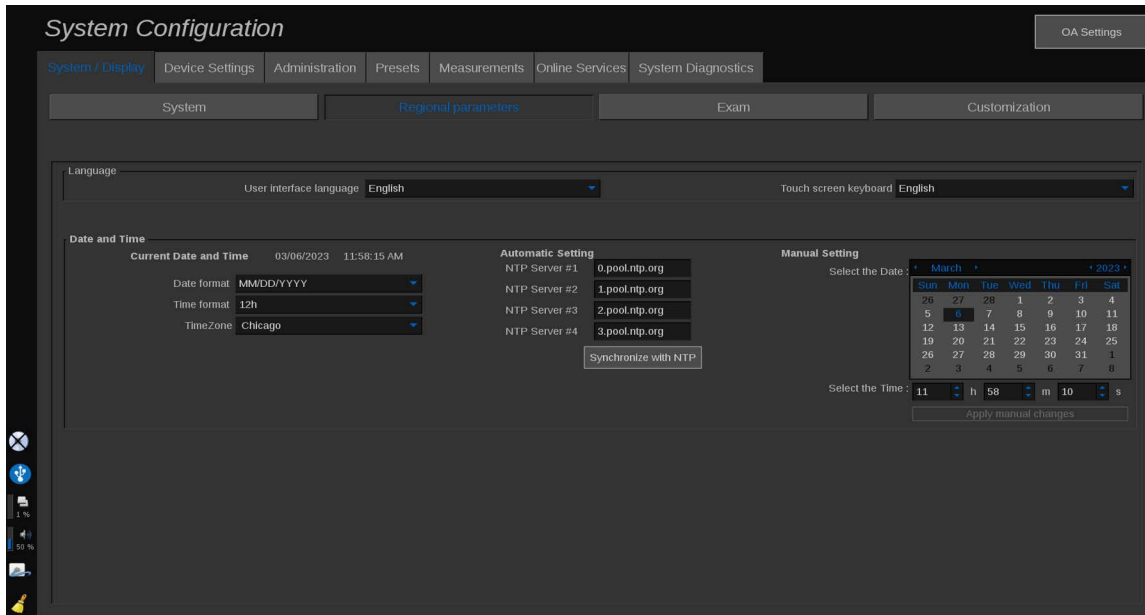 System Configuration
OA Settings
System / Display Device Settings Administration Presets Measurements Online Services System Diagnostics
System Regional parameters Exam Customization
Language
User interface language English Touch screen keyboard English
Date and Time
Current Date and Time 03/06/2023 11:58:15 AM Automatic Setting Manual Setting
NTP Server #1 0.pool.ntp.org Select the Date : March 2023
Date format MM/DD/YYYY NTP Server #2 1.pool.ntp.org Sun Mon Tue Wed Thu Fri Sat
26 27 28 1 2 3 4
Time format 12h NTP Server #3 2.pool.ntp.org 5 6 7 8 9 10 11
TimeZone Chicago NTP Server #4 3.pool.ntp.org 12 13 14 15 16 17 18
19 20 21 22 23 24 25
Synchronize with NTP 26 27 28 29 30 31 1
2 3 4 5 6 7 8
Select the Time : 11 h 58 m 10 s
Apply manual changes
1 %
50 %